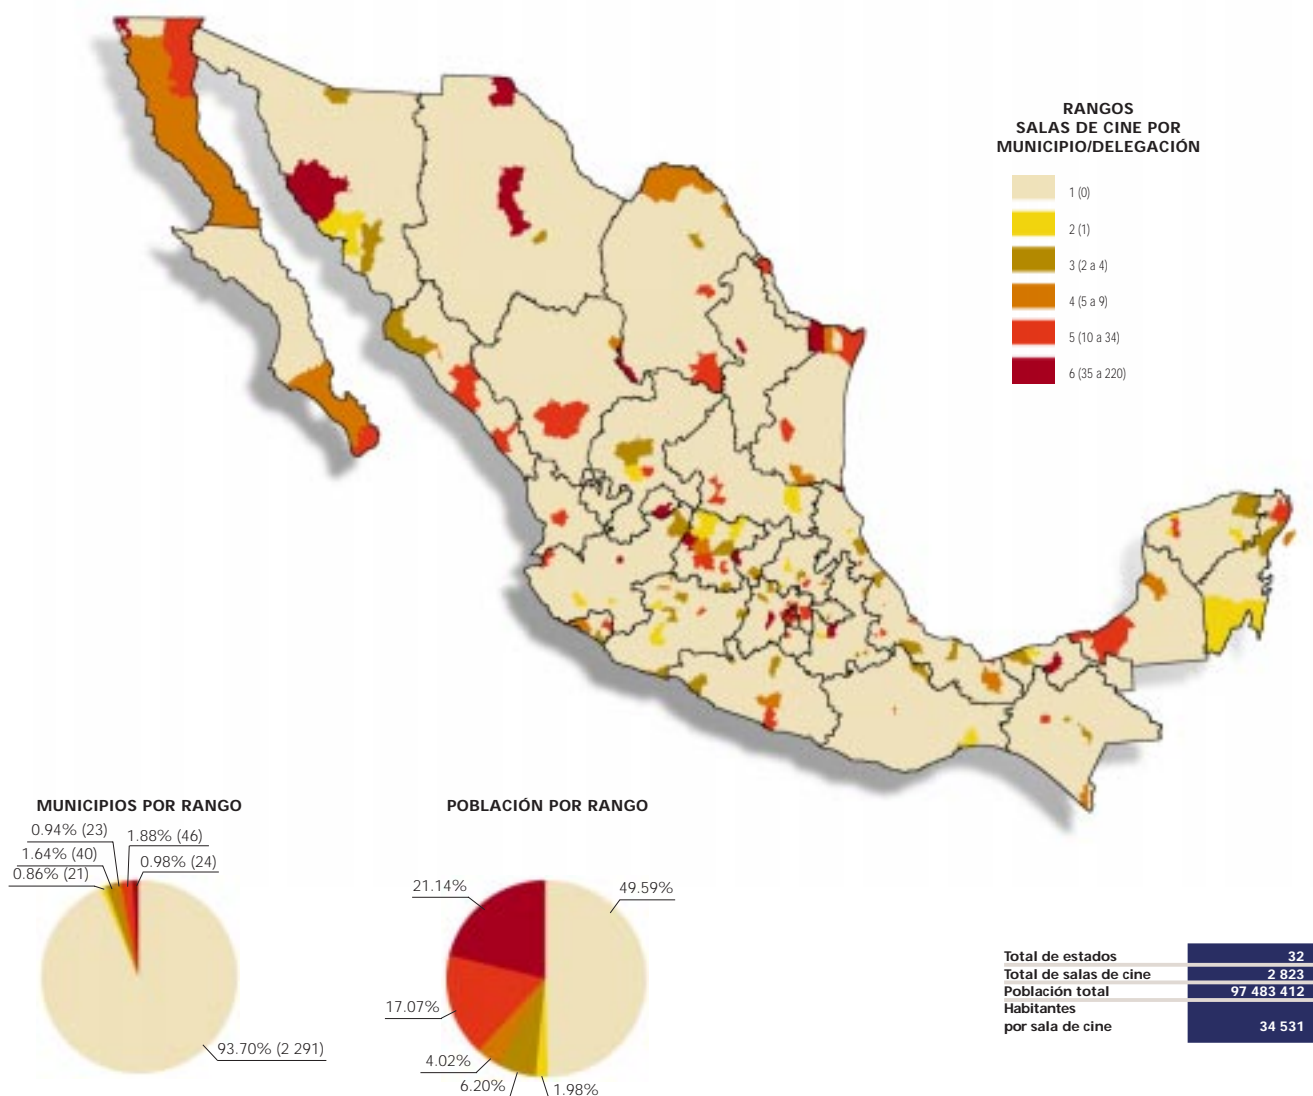 RANGOS
SALAS DE CINE POR
MUNICIPIO/DELEGACIÓN
1 (0)
2 (1)
3 (2 a 4)
4 (5 a 9)
5 (10 a 34)
6 (35 a 220)
MUNICIPIOS POR RANGO
0.94% (23)
1.88% (46)
1.64% (40)
0.98% (24)
0.86% (21)
93.70% (2 291)
POBLACIÓN POR RANGO
21.14%
49.59%
17.07%
4.02%
6.20%
1.98%
Total de estados 32
Total de salas de cine 2 823
Población total 97 483 412
Habitantes
por sala de cine 34 531